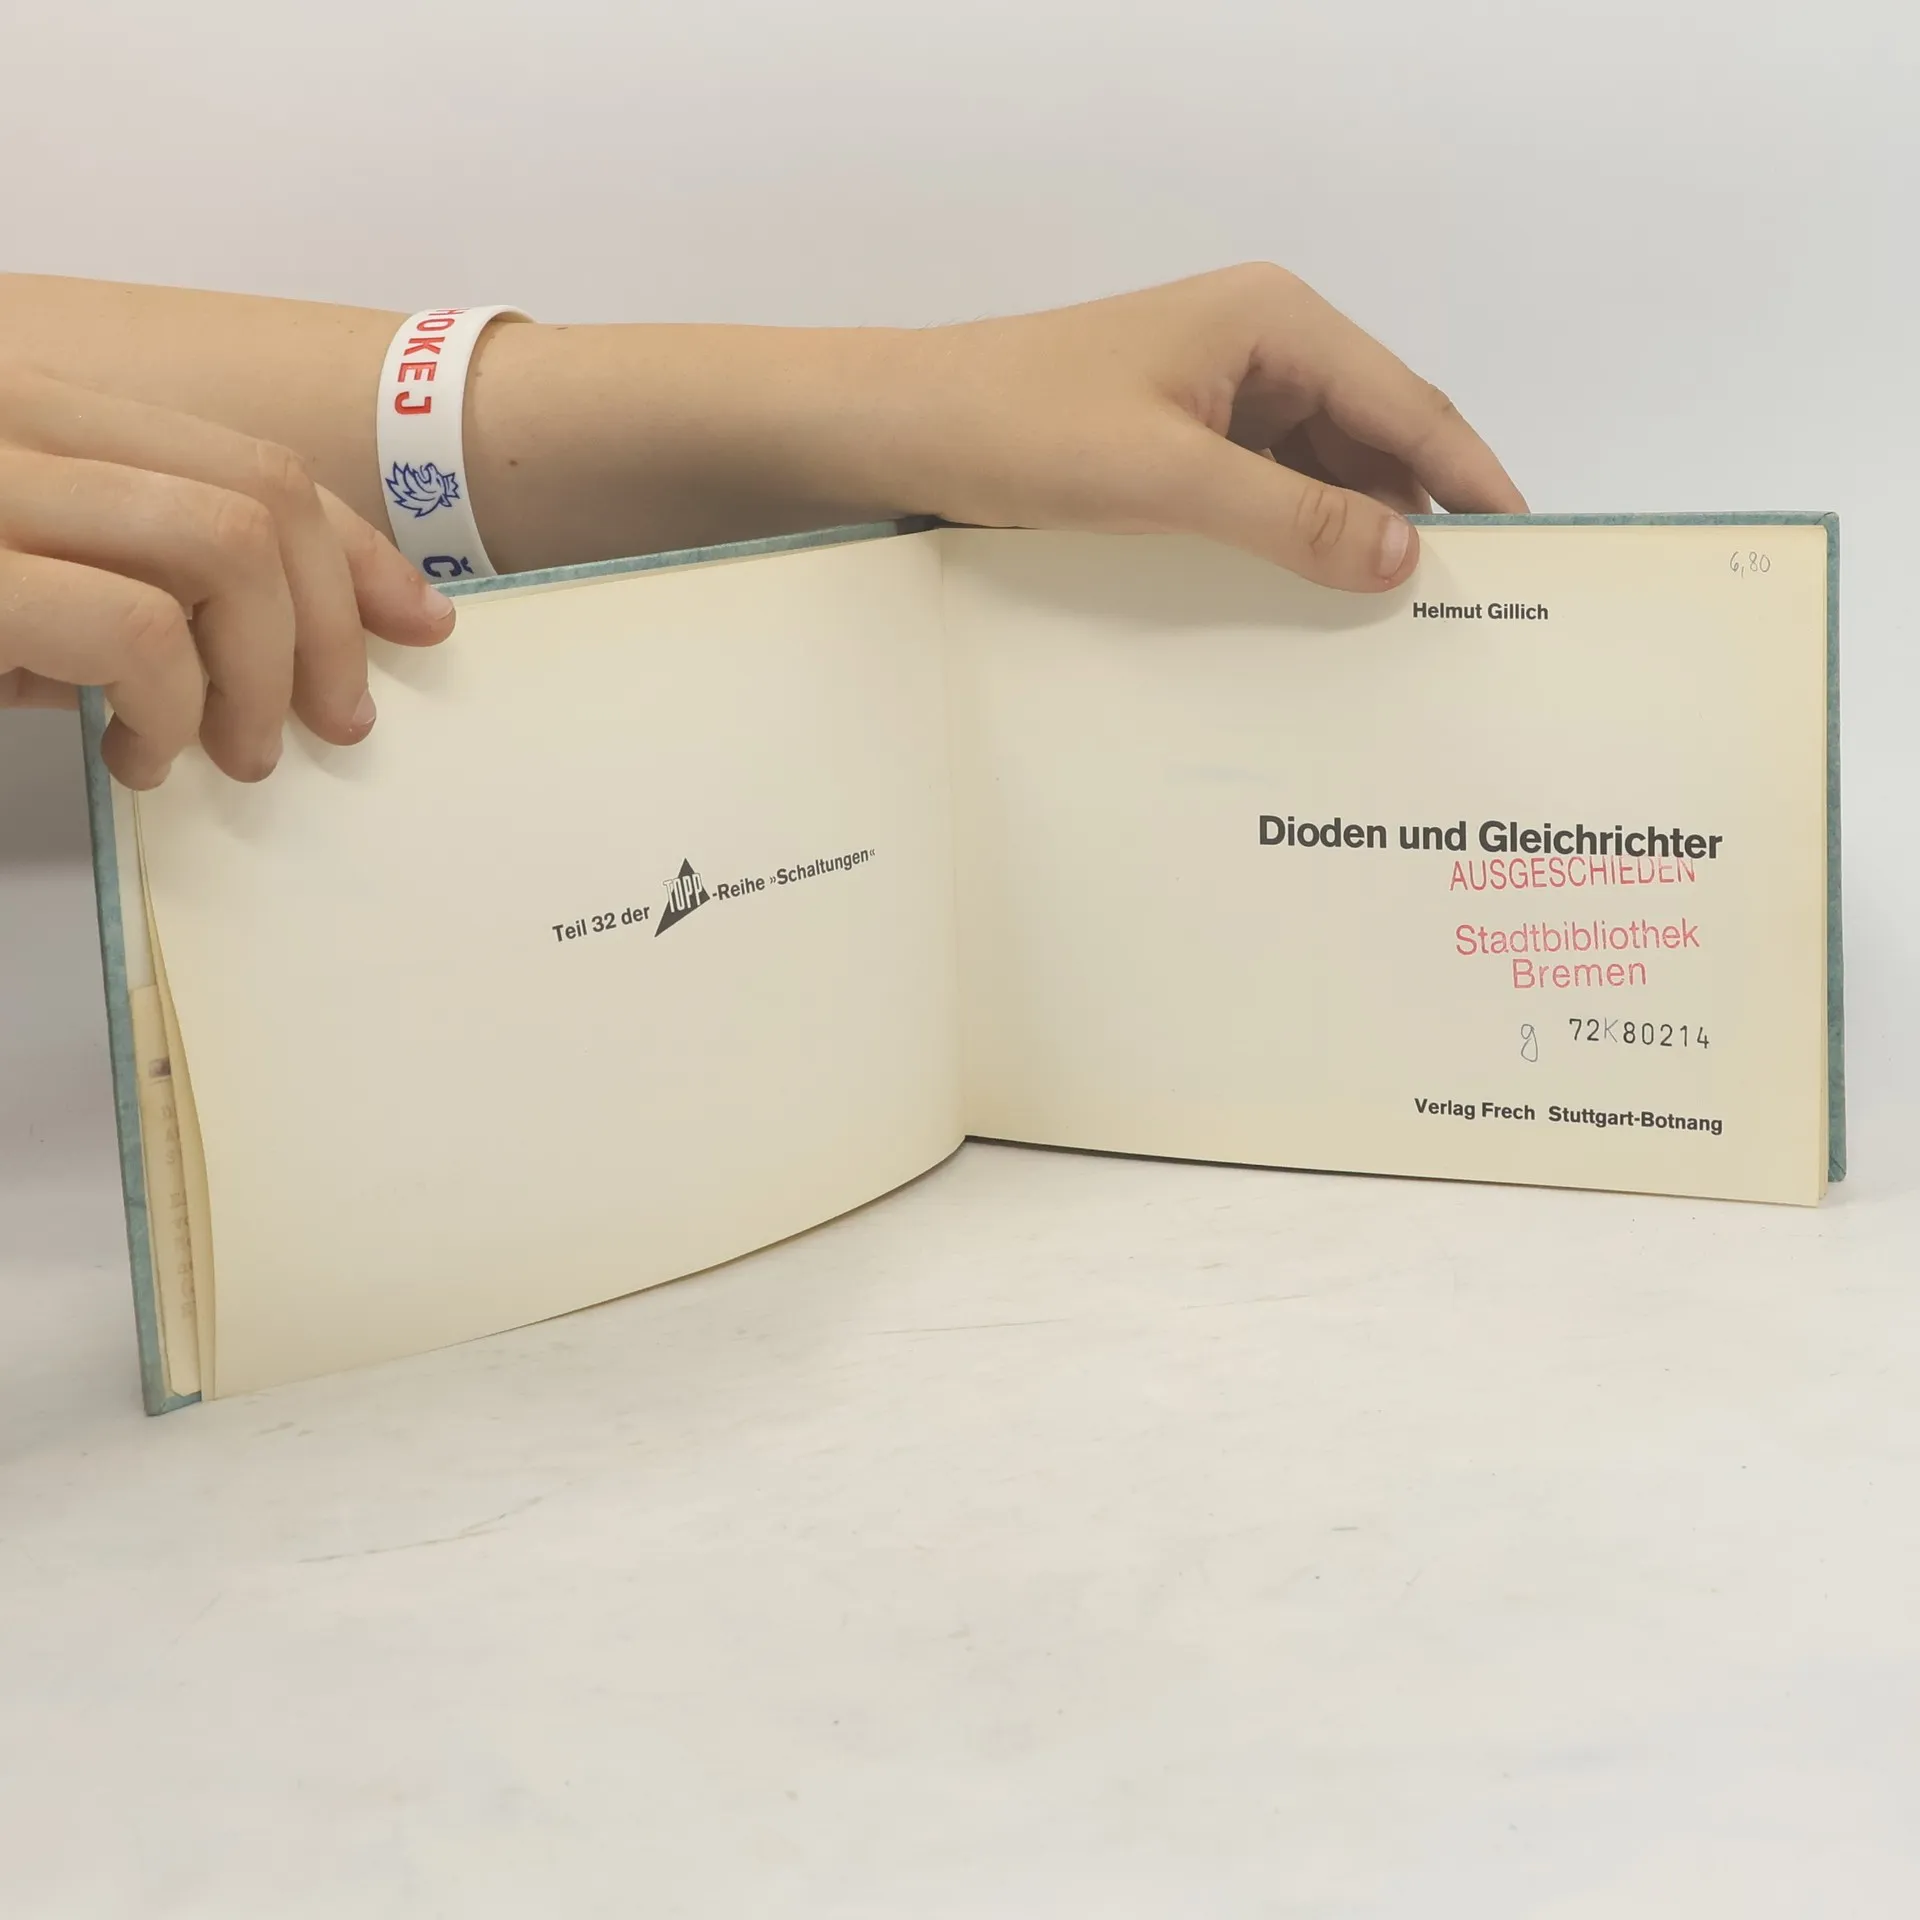 HOKEJ
Č
Teil 32 der TOPP-Reihe »Schaltungen«
6,80
Helmut Gillich
Dioden und Gleichrichter
AUSGESCHIEDEN
Stadtbibliothek
Bremen
g 72K80214
Verlag Frech Stuttgart-Botnang